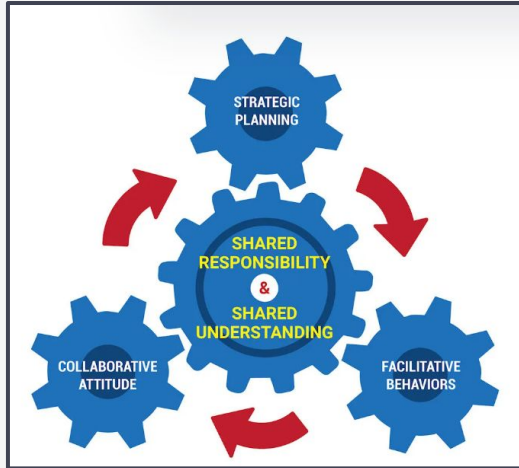 STRATEGIC
PLANNING
SHARED
RESPONSIBILITY
&
SHARED
UNDERSTANDING
COLLABORATIVE
ATTITUDE
FACILITATIVE
BEHAVIORS